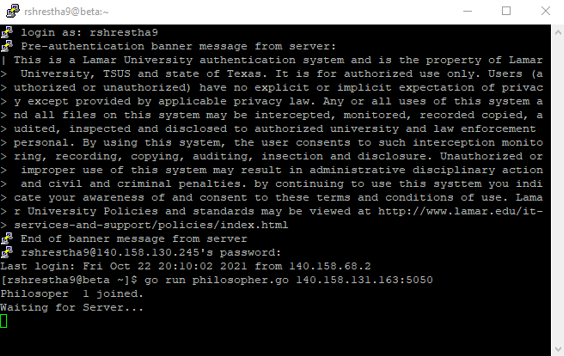 rshrestha9@beta:~
login as: rshrestha9
Pre-authentication banner message from server:
| This is a Lamar University authentication system and is the property of Lamar
>  University, TSUS and state of Texas. It is for authorized use only. Users (a
> uthorized or unauthorized) have no explicit or implicit expectation of privac
> y except provided by applicable privacy law. Any or all uses of this system a
> nd all files on this system may be intercepted, monitored, recorded copied, a
> udited, inspected and disclosed to authorized university and law enforcement
> personal. By using this system, the user consents to such interception monito
> ring, recording, copying, auditing, insection and disclosure. Unauthorized or
>  improper use of this system may result in administrative disciplinary action
>  and civil and criminal penalties. by continuing to use this systtem you indi
> cate your awareness of and consent to these terms and conditions of use. Lama
> r University Policies and standards may be viewed at http://www.lamar.edu/it-
> services-and-support/policies/index.html
End of banner message from server
rshrestha9@140.158.130.245's password:
Last login: Fri Oct 22 20:10:02 2021 from 140.158.68.2
[rshrestha9@beta ~]$ go run philosopher.go 140.158.131.163:5050
Philosoper  1 joined.
Waiting for Server...